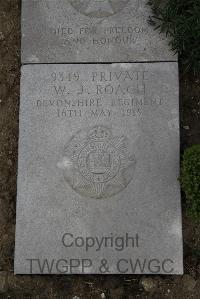 DIED FOR FREEDOM
AND HONOUR
9349 PRIVATE
W. J. ROACH
DEVONSHIRE REGIMENT
16TH MAY 1915
Copyright
TWGPP & CWGC